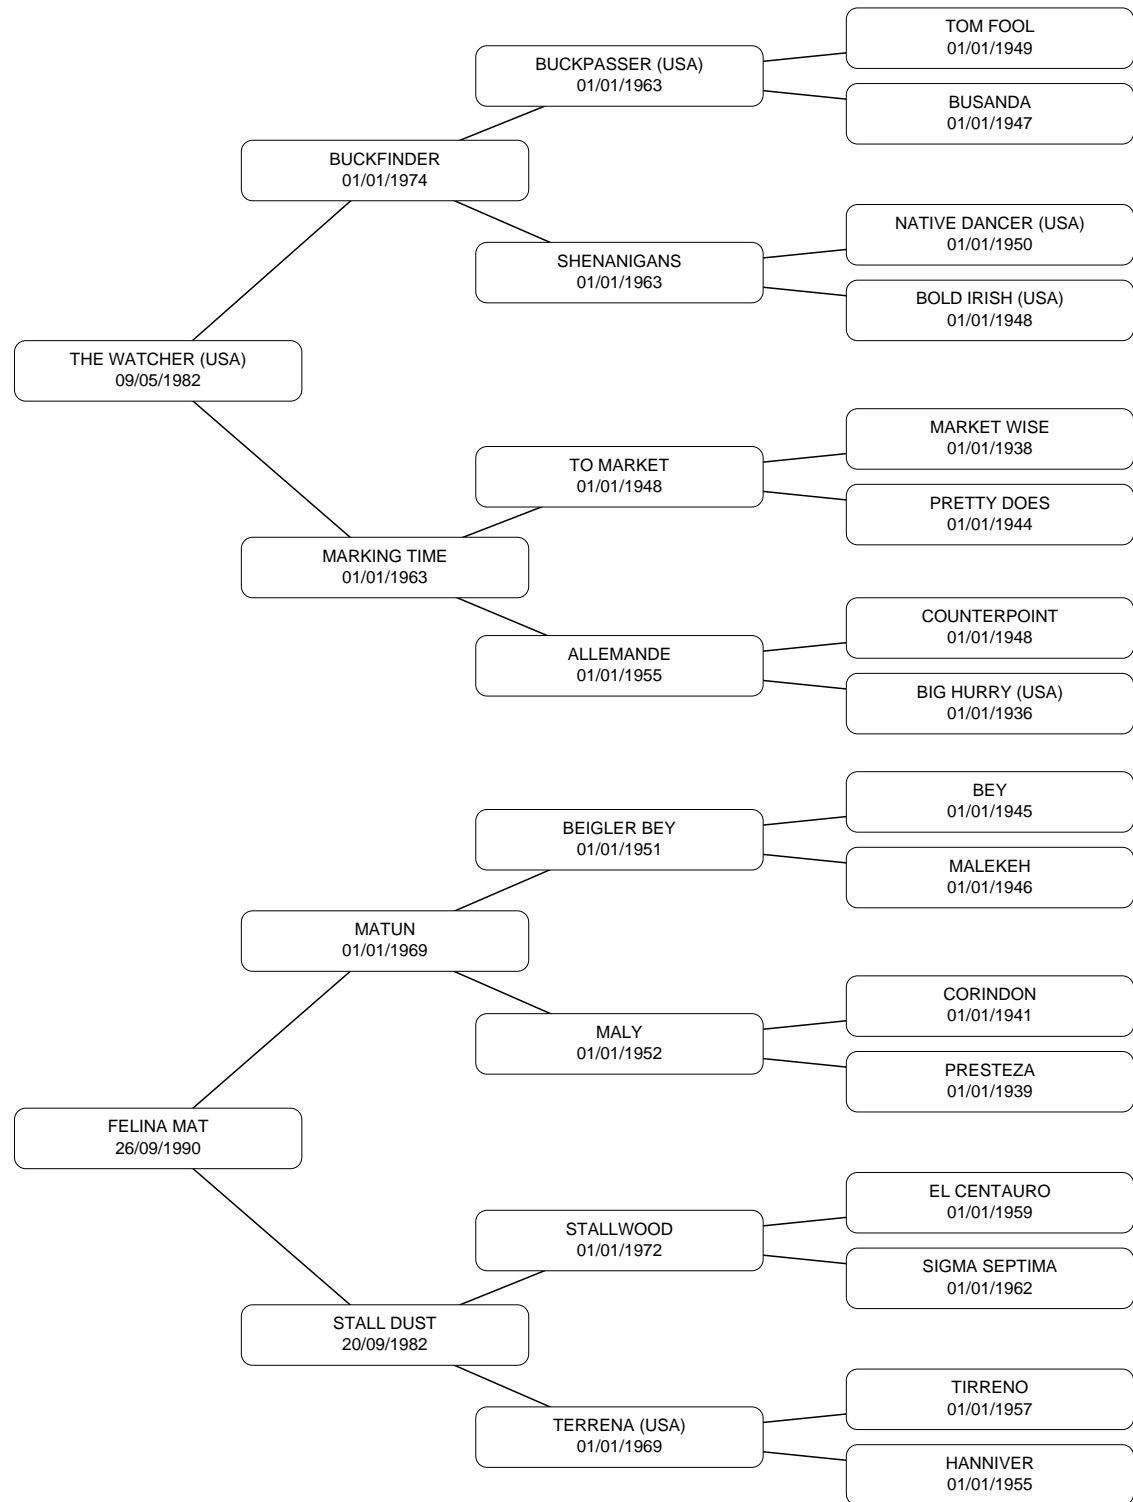 TOM FOOL
01/01/1949
BUCKPASSER (USA)
01/01/1963
BUSANDA
01/01/1947
BUCKFINDER
01/01/1974
NATIVE DANCER (USA)
01/01/1950
SHENANIGANS
01/01/1963
BOLD IRISH (USA)
01/01/1948
THE WATCHER (USA)
09/05/1982
MARKET WISE
01/01/1938
TO MARKET
01/01/1948
PRETTY DOES
01/01/1944
MARKING TIME
01/01/1963
COUNTERPOINT
01/01/1948
ALLEMANDE
01/01/1955
BIG HURRY (USA)
01/01/1936
BEY
01/01/1945
BEIGLER BEY
01/01/1951
MALEKEH
01/01/1946
MATUN
01/01/1969
CORINDON
01/01/1941
MALY
01/01/1952
PRESTEZA
01/01/1939
FELINA MAT
26/09/1990
EL CENTAURO
01/01/1959
STALLWOOD
01/01/1972
SIGMA SEPTIMA
01/01/1962
STALL DUST
20/09/1982
TIRRENO
01/01/1957
TERRENA (USA)
01/01/1969
HANNIVER
01/01/1955